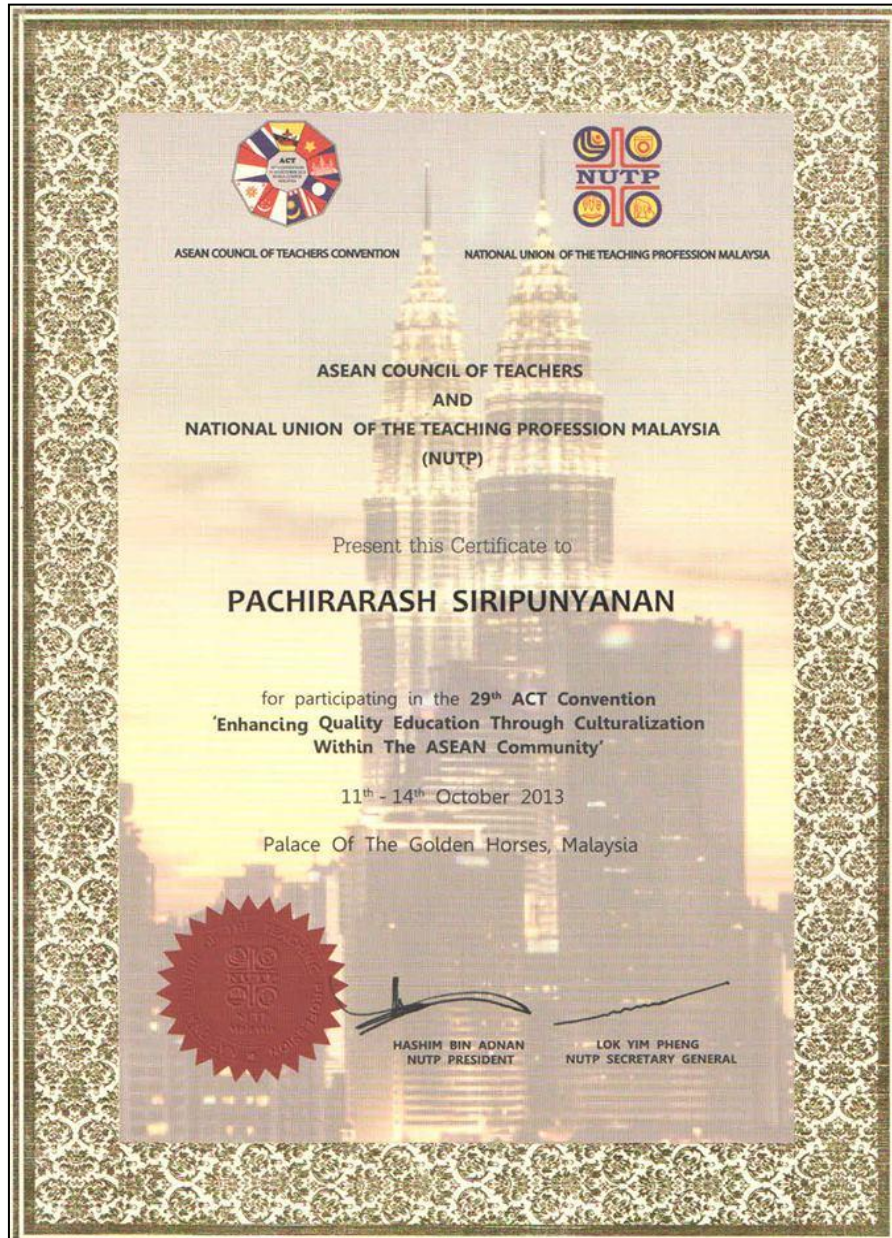 ACT
NUTP
ASEAN COUNCIL OF TEACHERS CONVENTION
NATIONAL UNION OF THE TEACHING PROFESSION MALAYSIA
ASEAN COUNCIL OF TEACHERS
AND
NATIONAL UNION OF THE TEACHING PROFESSION MALAYSIA
(NUTP)
Present this Certificate to
PACHIRARASH SIRIPUNYANAN
for participating in the 29th ACT Convention
'Enhancing Quality Education Through Culturalization
Within The ASEAN Community'
11th - 14th October 2013
Palace Of The Golden Horses, Malaysia
HASHIM BIN ADNAN
NUTP PRESIDENT
LOK YIM PHENG
NUTP SECRETARY GENERAL